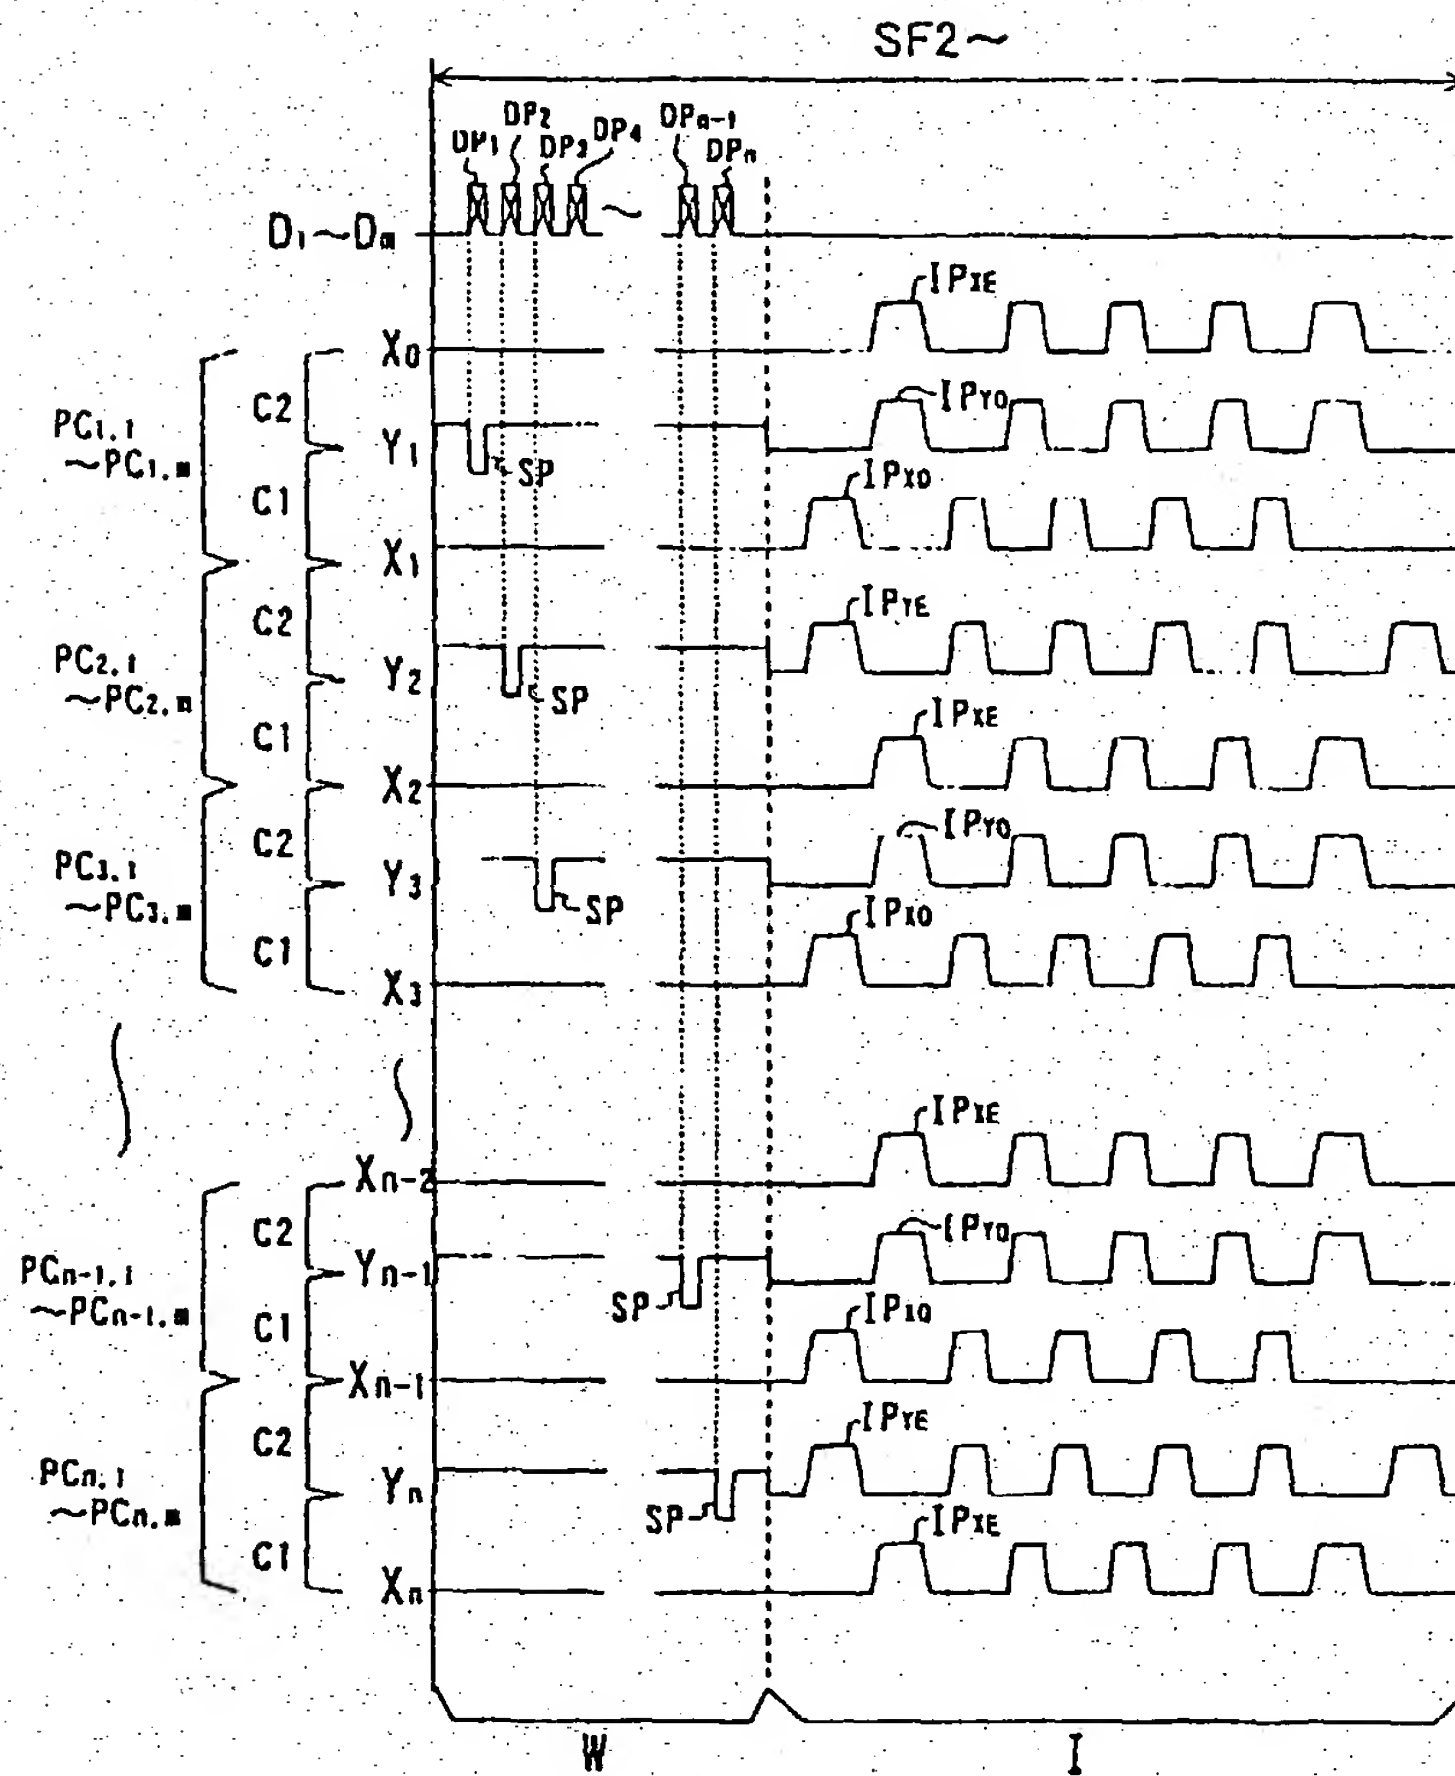 SF2～
DP1 DP2 DP3 DP4 DPn-1 DPn
D1～Dm
～
IPXE
X0
C2
IPYO
PC1,1
～PC1,m
Y1
SP
C1
IPXO
X1
IPYE
C2
PC2,1
～PC2,m
Y2
SP
C1
IPXE
X2
IPYO
C2
PC3,1
～PC3,m
Y3
SP
IPXO
C1
X3
IPXE
Xn-2
C2
IPYO
PCn-1,1
～PCn-1,m
Yn-1
SP
IPXO
C1
Xn-1
IPYE
C2
PCn,1
～PCn,m
Yn
SP
IPXE
C1
Xn
W I